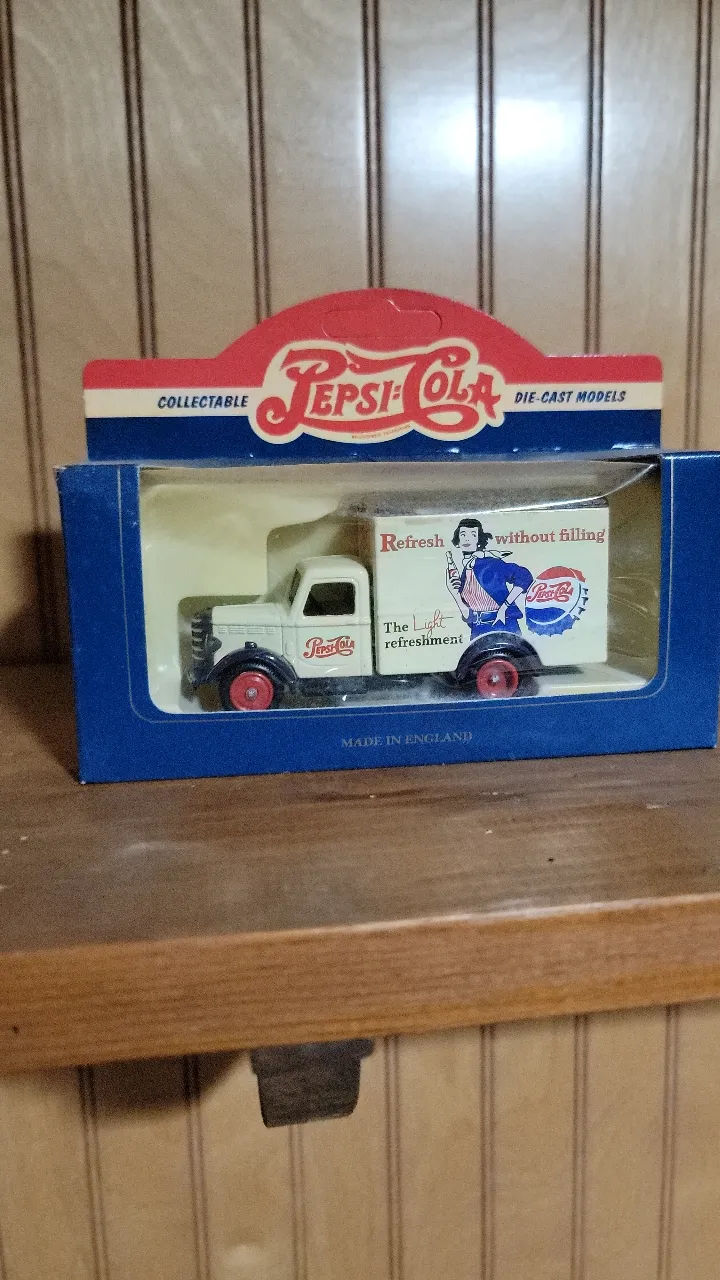 COLLECTABLE PEPSI-COLA DIE-CAST MODELS
Refresh without filling
PEPSI-COLA
The Light
refreshment
PEPSI-COLA
MADE IN ENGLAND